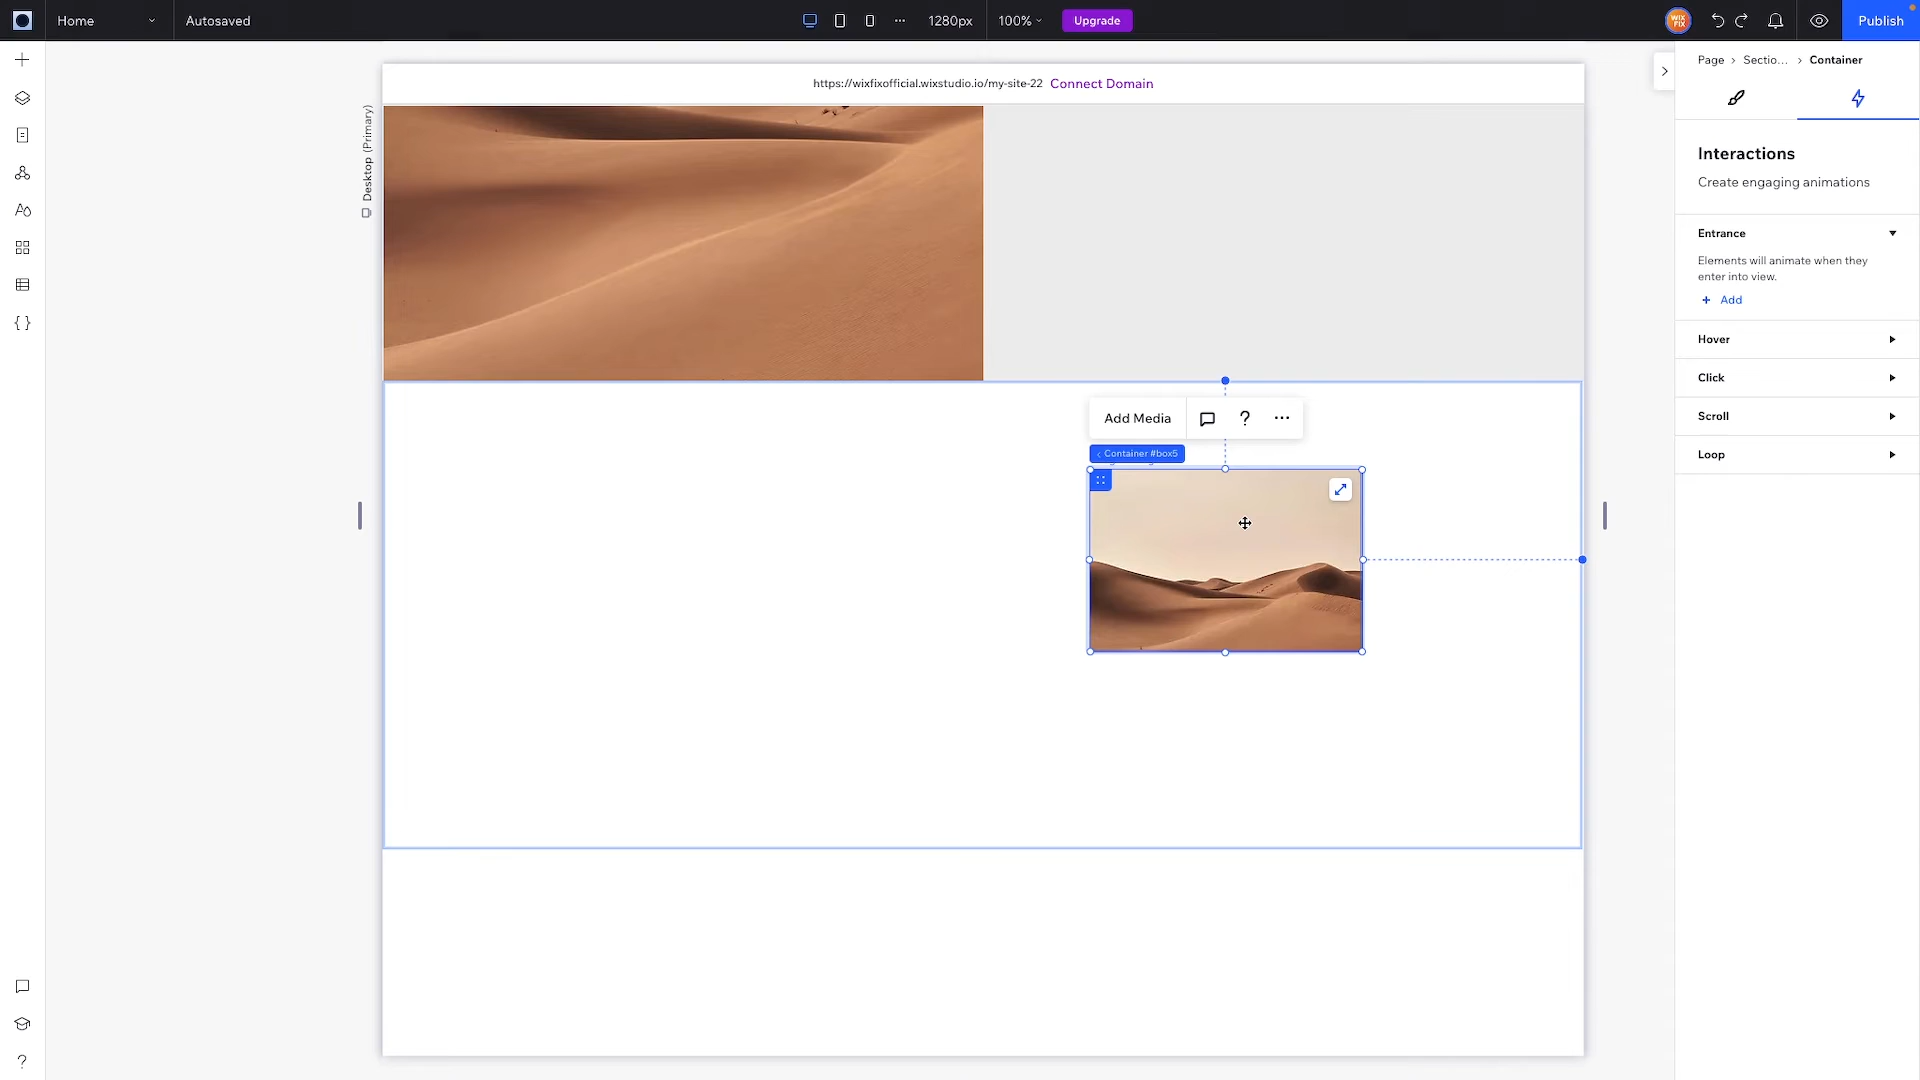 Home
Autosaved
1280px
100%
Upgrade
WIX
FIX
Publish
https://wixfixofficial.wixstudio.io/my-site-22 Connect Domain
Desktop (Primary)
Page > Sectio... > Container
Interactions
Create engaging animations
Entrance
Elements will animate when they
enter into view.
+ Add
Hover
Click
Scroll
Loop
Add Media
?
...
< Container #box5
?